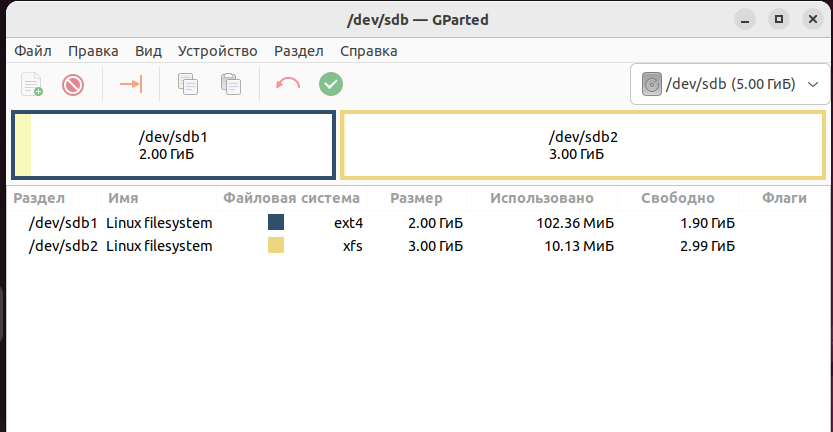 /dev/sdb — GParted
Файл Правка Вид Устройство Раздел Справка
/dev/sdb (5.00 ГиБ)
/dev/sdb1
2.00 ГиБ
/dev/sdb2
3.00 ГиБ
Раздел Имя Файловая система Размер Использовано Свободно Флаги
/dev/sdb1 Linux filesystem ext4 2.00 ГиБ 102.36 МиБ 1.90 ГиБ
/dev/sdb2 Linux filesystem xfs 3.00 ГиБ 10.13 МиБ 2.99 ГиБ